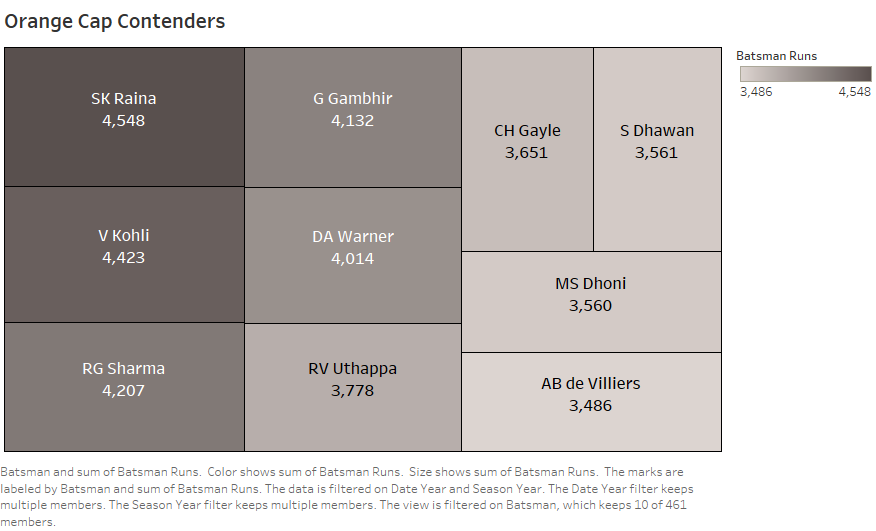 Orange Cap Contenders
SK Raina
4,548
V Kohli
4,423
RG Sharma
4,207
G Gambhir
4,132
DA Warner
4,014
RV Uthappa
3,778
CH Gayle
3,651
S Dhawan
3,561
MS Dhoni
3,560
AB de Villiers
3,486
Batsman Runs
3,486 4,548
Batsman and sum of Batsman Runs. Color shows sum of Batsman Runs. Size shows sum of Batsman Runs. The marks are
labeled by Batsman and sum of Batsman Runs. The data is filtered on Date Year and Season Year. The Date Year filter keeps
multiple members. The Season Year filter keeps multiple members. The view is filtered on Batsman, which keeps 10 of 461
members.